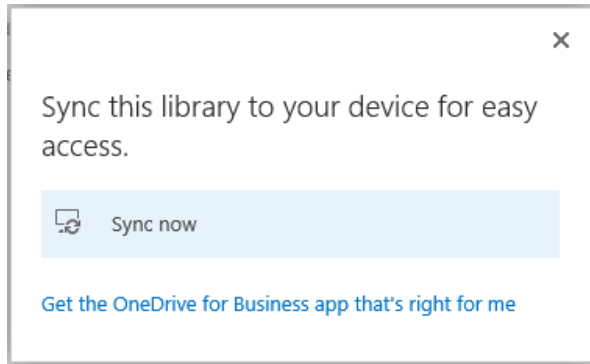 Sync this library to your device for easy
access.
Sync now
Get the OneDrive for Business app that's right for me